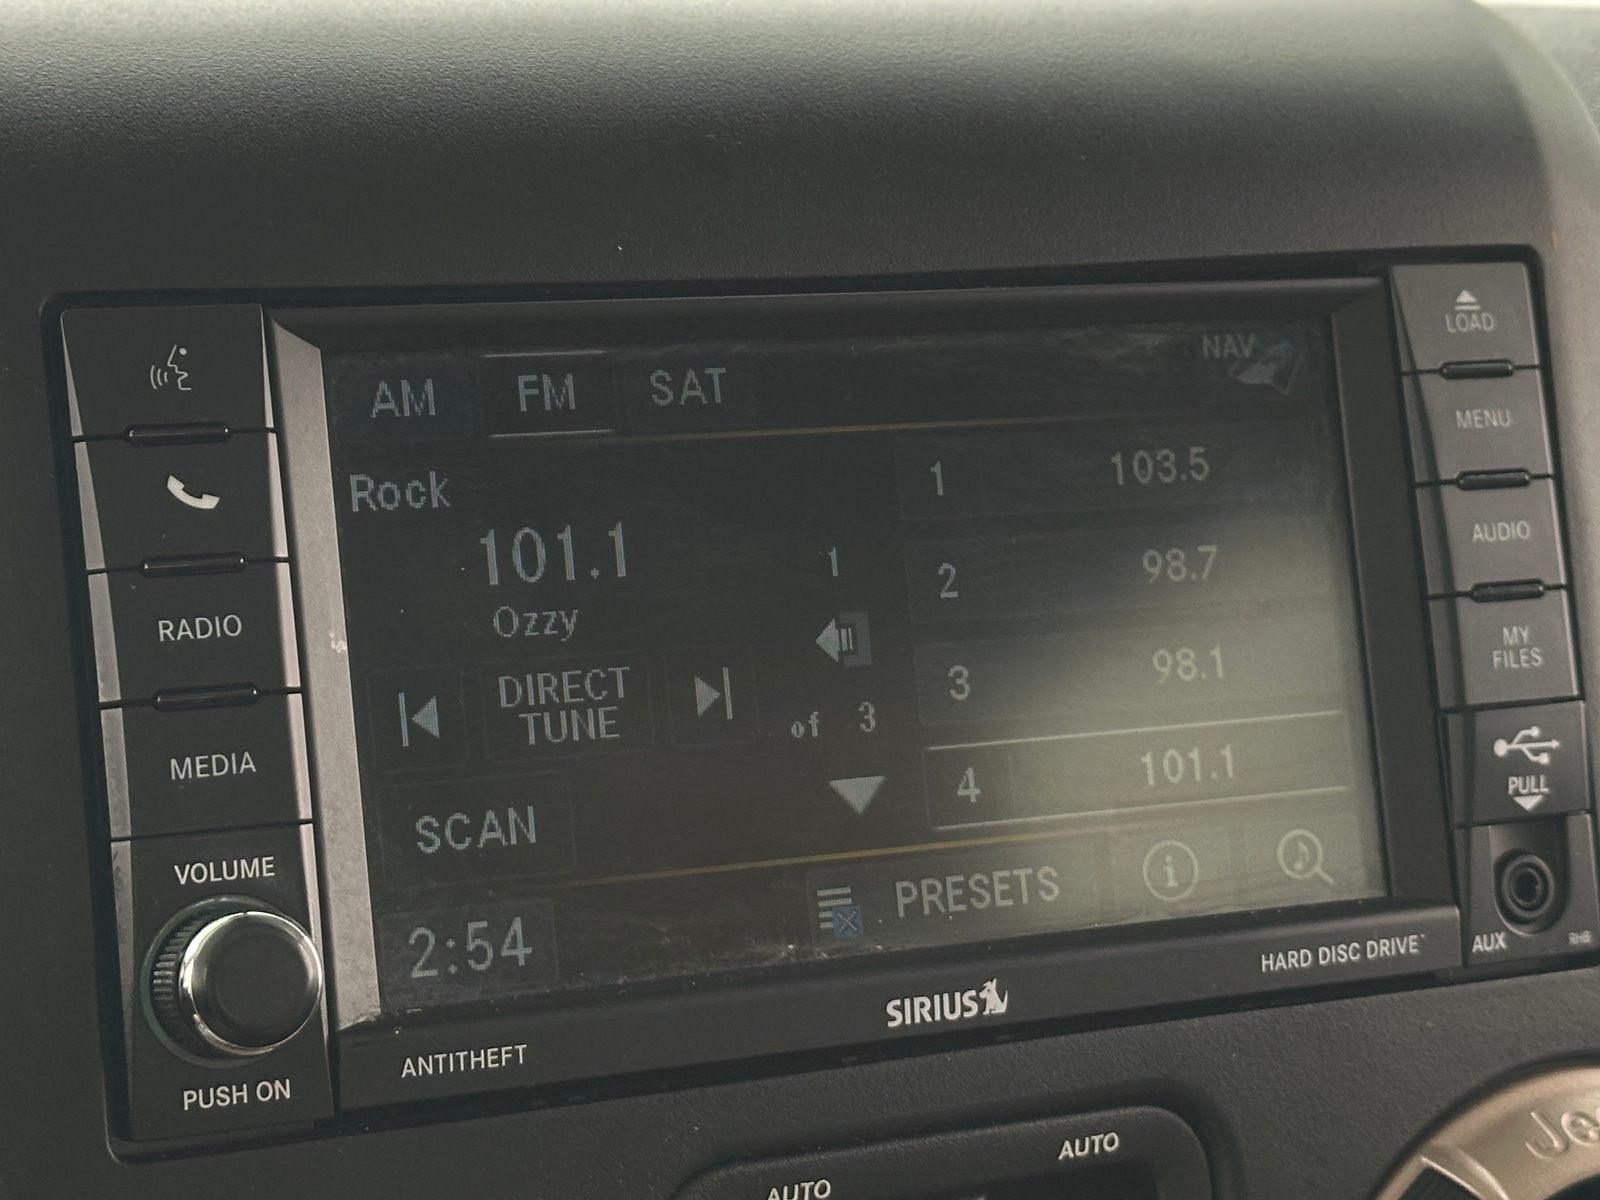 LOAD
AM FM SAT NAV
MENU
Rock
1 103.5
101.1
1
2 98.7
AUDIO
Ozzy
RADIO
DIRECT
TUNE
of 3
3 98.1
MY
FILES
MEDIA
4 101.1
PULL
SCAN
VOLUME
PRESETS
2:54
AUX
RHB
HARD DISC DRIVE
SIRIUS
ANTITHEFT
PUSH ON
AUTO
AUTO
Je